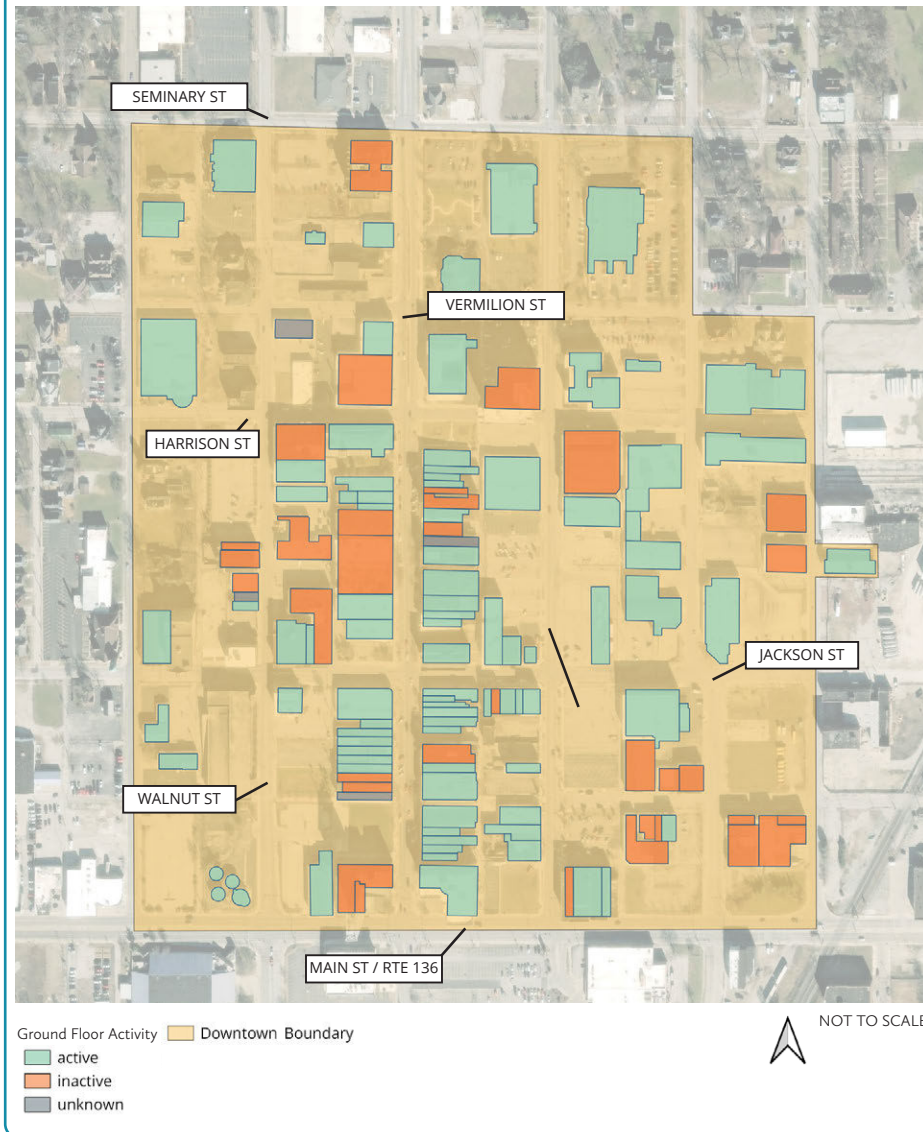 SEMINARY ST
VERMILION ST
HARRISON ST
JACKSON ST
WALNUT ST
MAIN ST / RTE 136
NOT TO SCALE
Ground Floor Activity
Downtown Boundary
active
inactive
unknown